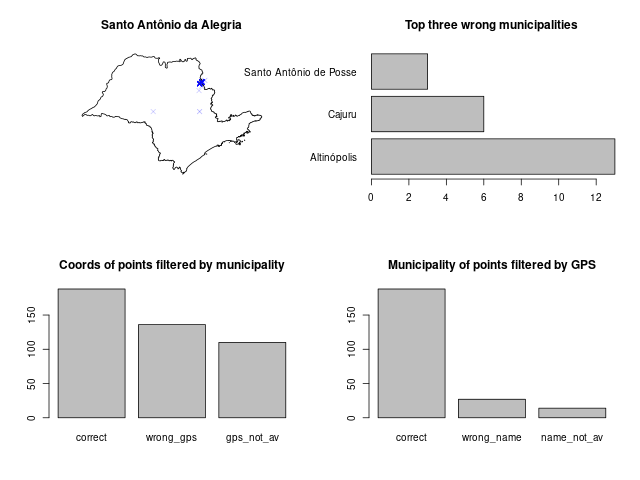 Santo Antônio da Alegria
Top three wrong municipalities
Santo Antônio de Posse
Cajuru
Altinópolis
0 2 4 6 8 10 12
Coords of points filtered by municipality
0 50 100 150
correct wrong_gps gps_not_av
Municipality of points filtered by GPS
0 50 100 150
correct wrong_name name_not_av